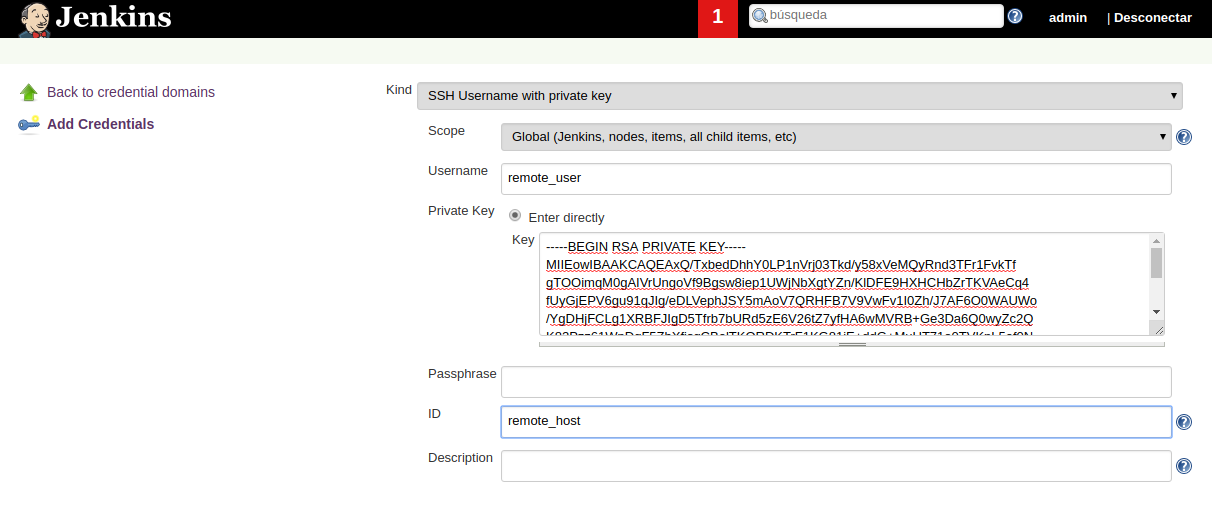 Jenkins
1
búsqueda
admin
| Desconectar
Back to credential domains
Add Credentials
Kind
SSH Username with private key
Scope
Global (Jenkins, nodes, items, all child items, etc)
Username
remote_user
Private Key
Enter directly
Key
-----BEGIN RSA PRIVATE KEY-----
MIIEowIBAAKCAQEAxQ/TxbedDhhY0LP1nVrj03Tkd/y58xVeMQyRnd3TFr1FvkTf
gTOOimqM0gAIVrUngoVf9Bgsw8iep1UWjNbXgtYZn/KlDFE9HXHCHbZrTKVAeCq4
fUyGjEPV6gu91qJIg/eDLVephJSY5mAoV7QRHFB7V9VwFv1I0Zh/J7AF6O0WAUWo
/YgDHjFCLg1XRBFJIgD5Tfrb7bURd5zE6V26tZ7yfHA6wMVRB+Ge3Da6Q0wyZc2Q
Passphrase
ID
remote_host
Description